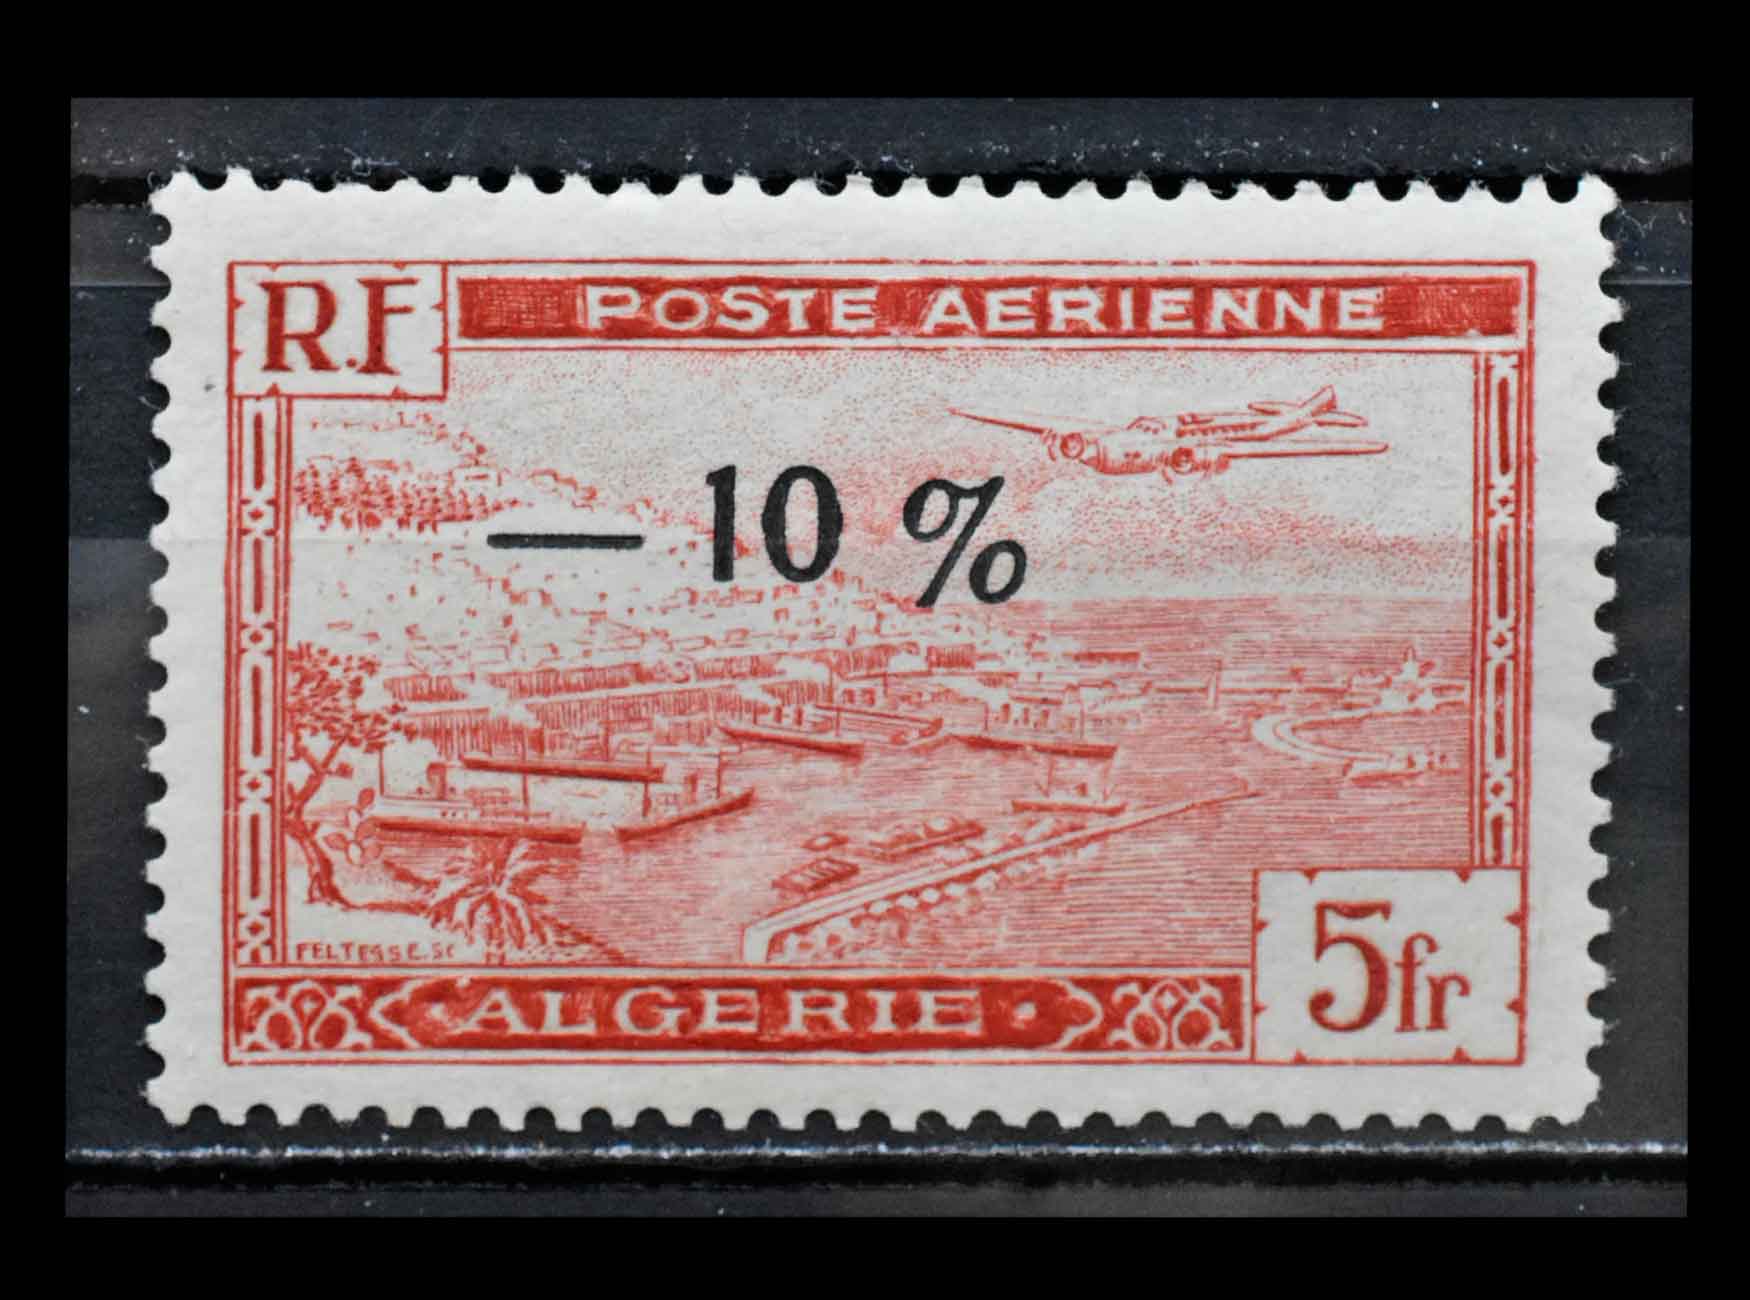 R.F
POSTE AERIENNE
— 10 %
FELTESSE.SC
ALGERIE
5fr